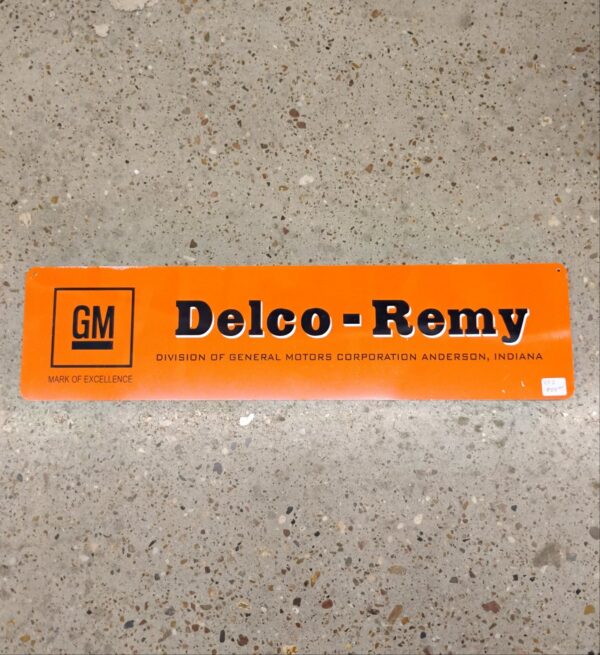 GM
MARK OF EXCELLENCE
Delco-Remy
DIVISION OF GENERAL MOTORS CORPORATION ANDERSON, INDIANA